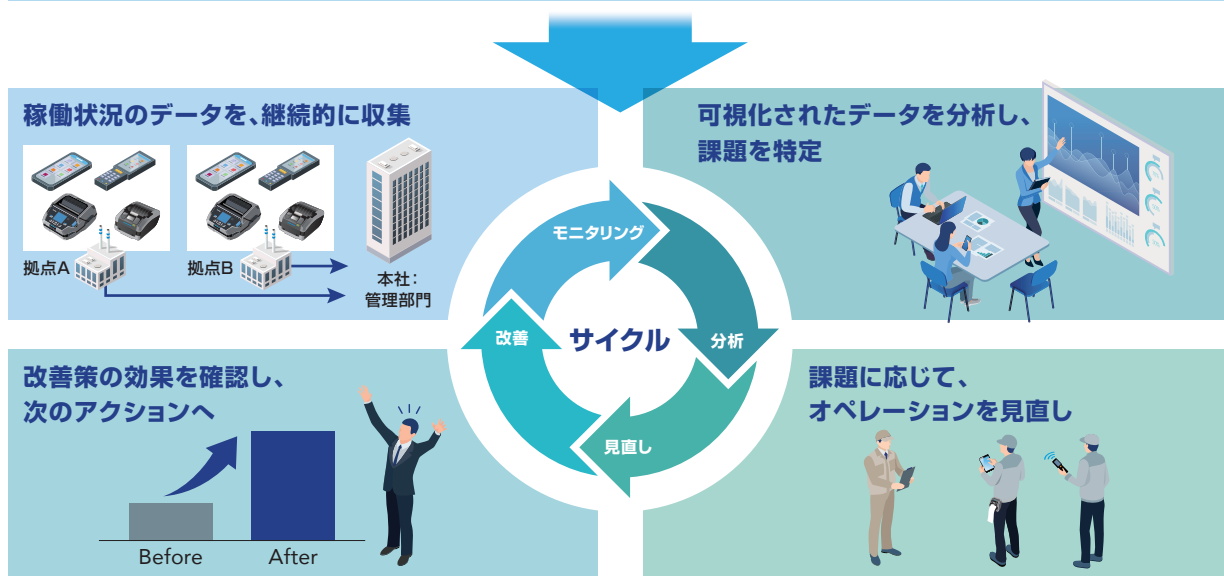 稼働状況のデータを、継続的に収集
拠点A
拠点B
本社：
管理部門
可視化されたデータを分析し、
課題を特定
モニタリング
分析
見直し
改善
サイクル
改善策の効果を確認し、
次のアクションへ
Before
After
課題に応じて、
オペレーションを見直し